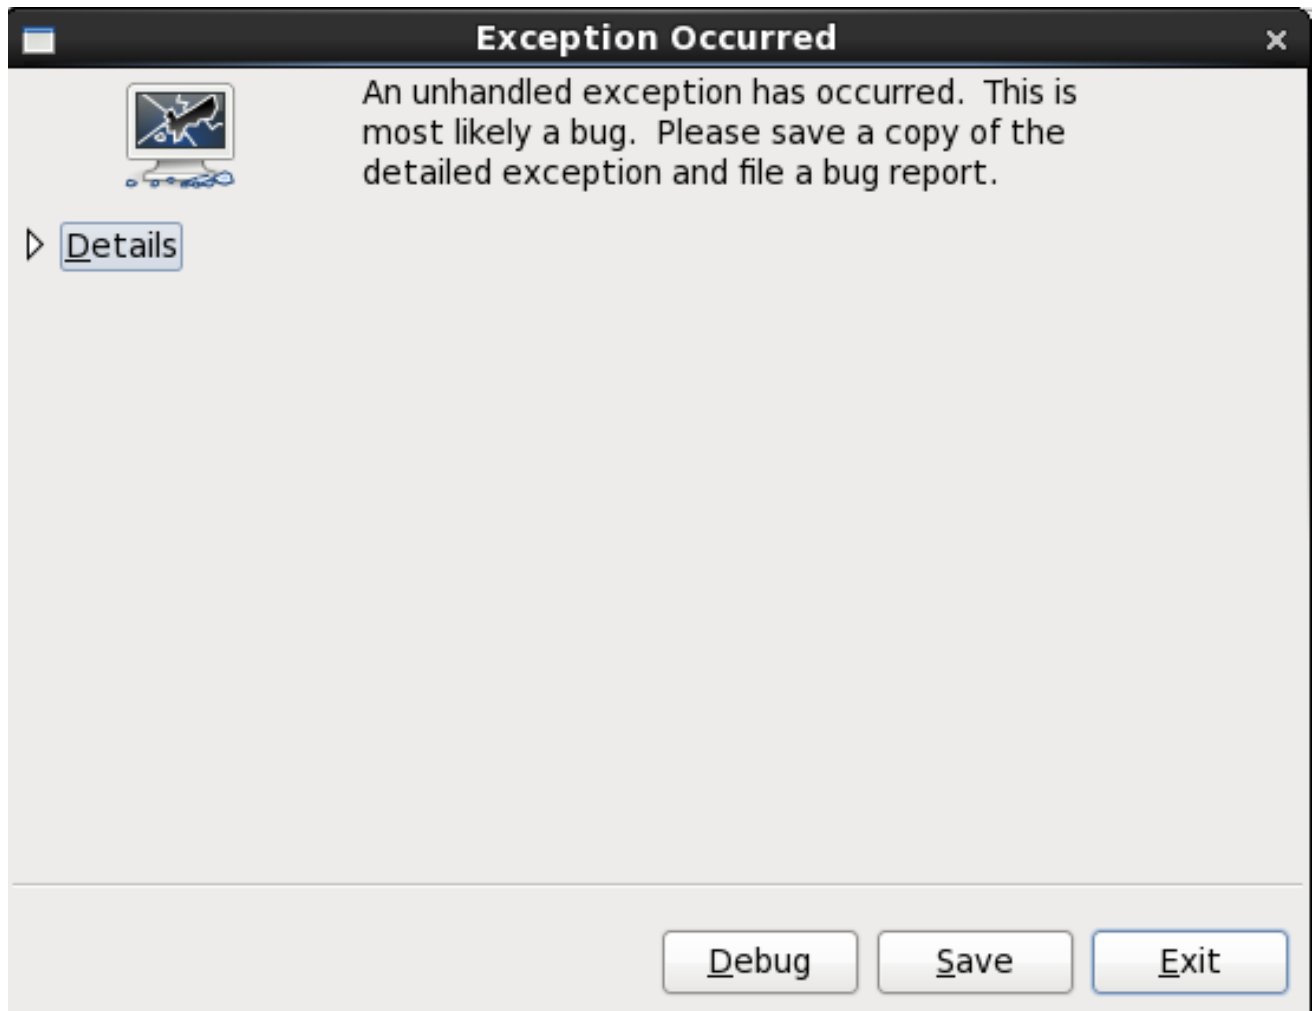 Exception Occurred
An unhandled exception has occurred.  This is
most likely a bug.  Please save a copy of the
detailed exception and file a bug report.
Details
Debug
Save
Exit